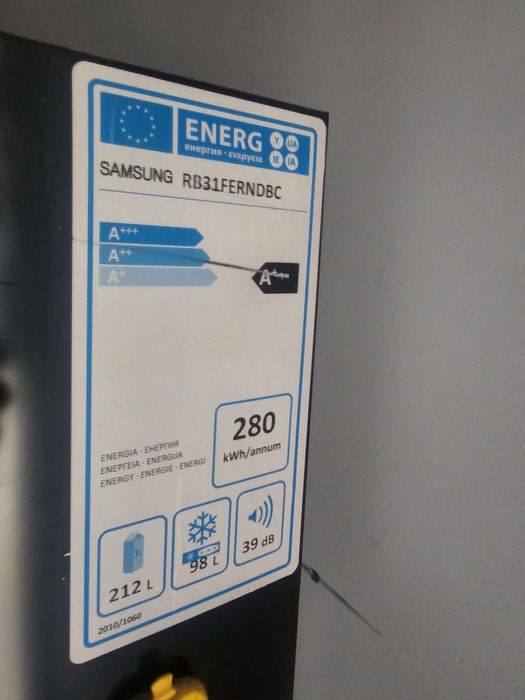 ENERG
енергия · ενεργεια
Y UA
IE IA
SAMSUNG RB31FERNDBC
A+++
A++
A+
280
kWh/annum
ENERGIA · ЕНЕРГИЯ
ΕΝΕΡΓΕΙΑ · ENERGIJA
ENERGY · ENERGIE · ENERGI
212 L
98 L
39 dB
2010/1060